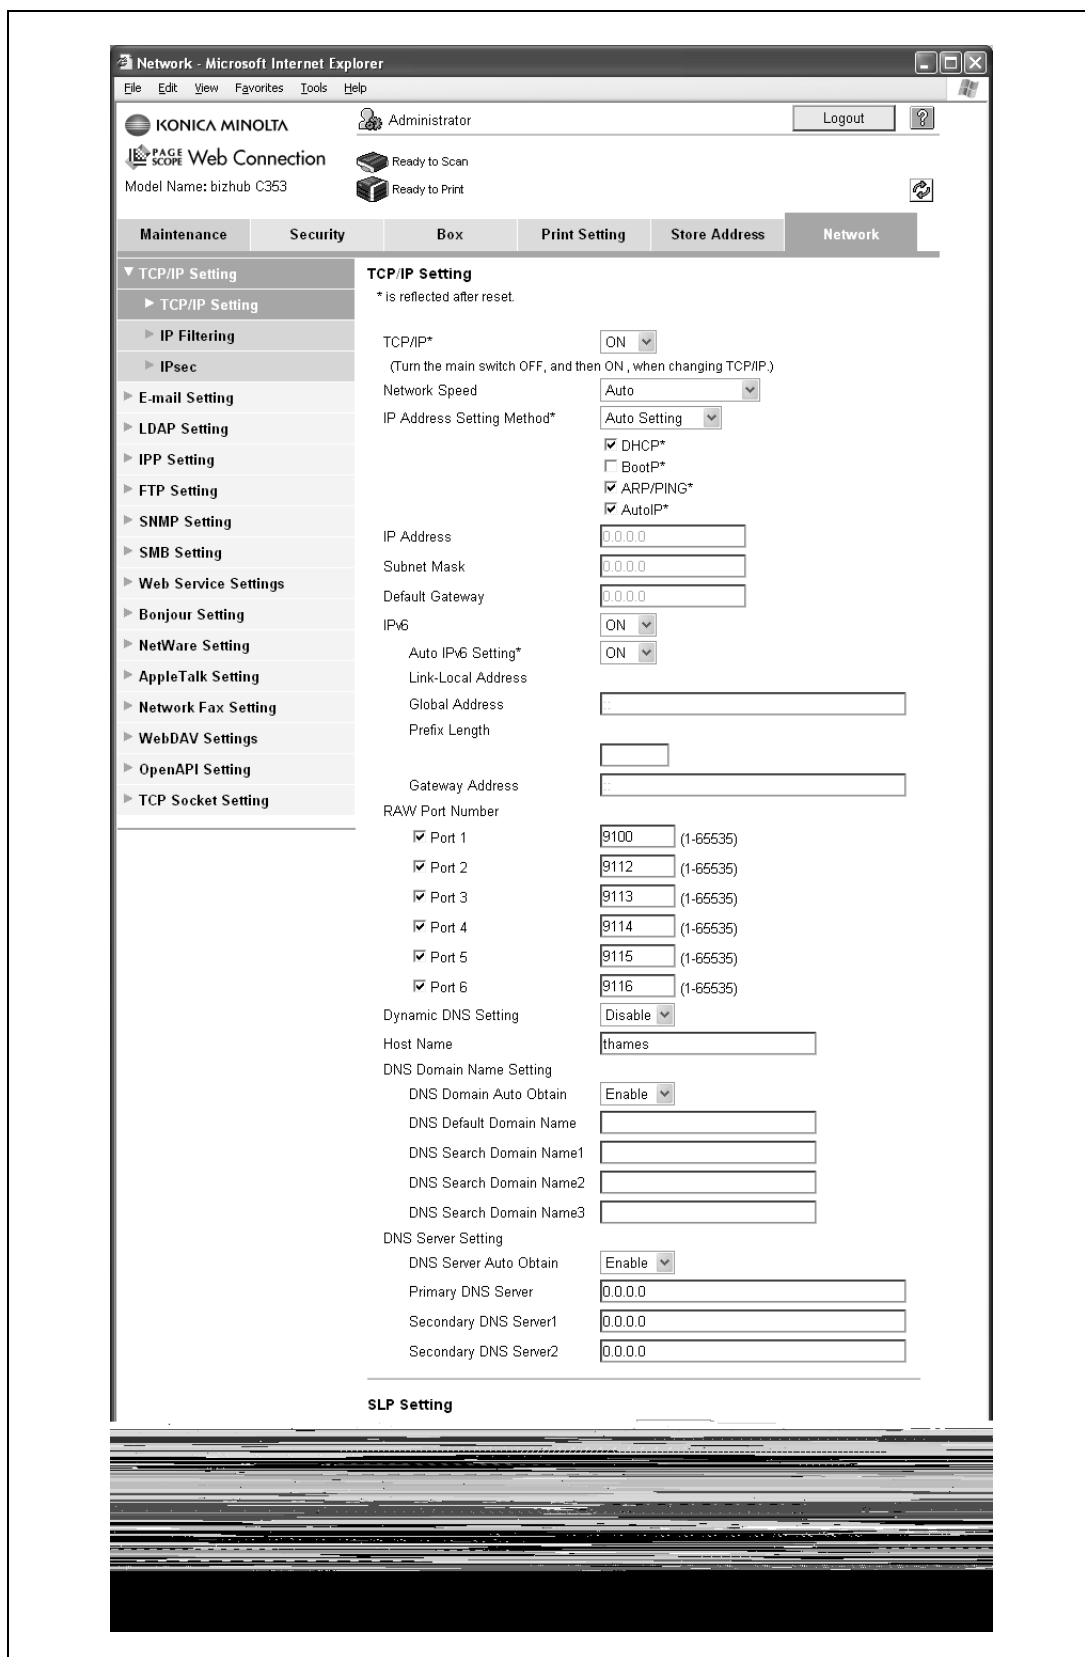 Network - Microsoft Internet Explorer
File Edit View Favorites Tools Help
KONICA MINOLTA
Administrator
Logout
?
PAGE SCOPE Web Connection
Ready to Scan
Model Name: bizhub C353
Ready to Print
Maintenance Security Box Print Setting Store Address Network
TCP/IP Setting
TCP/IP Setting
IP Filtering
IPsec
E-mail Setting
LDAP Setting
IPP Setting
FTP Setting
SNMP Setting
SMB Setting
Web Service Settings
Bonjour Setting
NetWare Setting
AppleTalk Setting
Network Fax Setting
WebDAV Settings
OpenAPI Setting
TCP Socket Setting
TCP/IP Setting
* is reflected after reset.
TCP/IP* ON
(Turn the main switch OFF, and then ON , when changing TCP/IP.)
Network Speed Auto
IP Address Setting Method* Auto Setting
DHCP*
BootP*
ARP/PING*
AutoIP*
IP Address 0.0.0.0
Subnet Mask 0.0.0.0
Default Gateway 0.0.0.0
IPv6 ON
Auto IPv6 Setting* ON
Link-Local Address
Global Address ::
Prefix Length
Gateway Address ::
RAW Port Number
Port 1 9100 (1-65535)
Port 2 9112 (1-65535)
Port 3 9113 (1-65535)
Port 4 9114 (1-65535)
Port 5 9115 (1-65535)
Port 6 9116 (1-65535)
Dynamic DNS Setting Disable
Host Name thames
DNS Domain Name Setting
DNS Domain Auto Obtain Enable
DNS Default Domain Name
DNS Search Domain Name1
DNS Search Domain Name2
DNS Search Domain Name3
DNS Server Setting
DNS Server Auto Obtain Enable
Primary DNS Server 0.0.0.0
Secondary DNS Server1 0.0.0.0
Secondary DNS Server2 0.0.0.0
SLP Setting